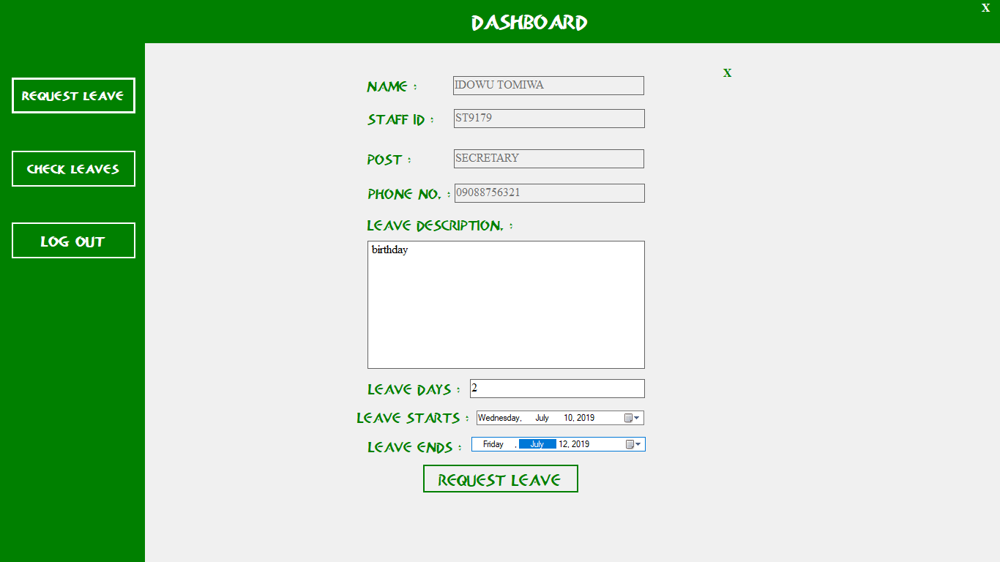 DASHBOARD
X
REQUEST LEAVE
CHECK LEAVES
LOG OUT
X
NAME : IDOWU TOMIWA
STAFF ID : ST9179
POST : SECRETARY
PHONE NO. : 09088756321
LEAVE DESCRIPTION. :
birthday
LEAVE DAYS : 2
LEAVE STARTS : Wednesday, July 10, 2019
LEAVE ENDS : Friday , July 12, 2019
REQUEST LEAVE